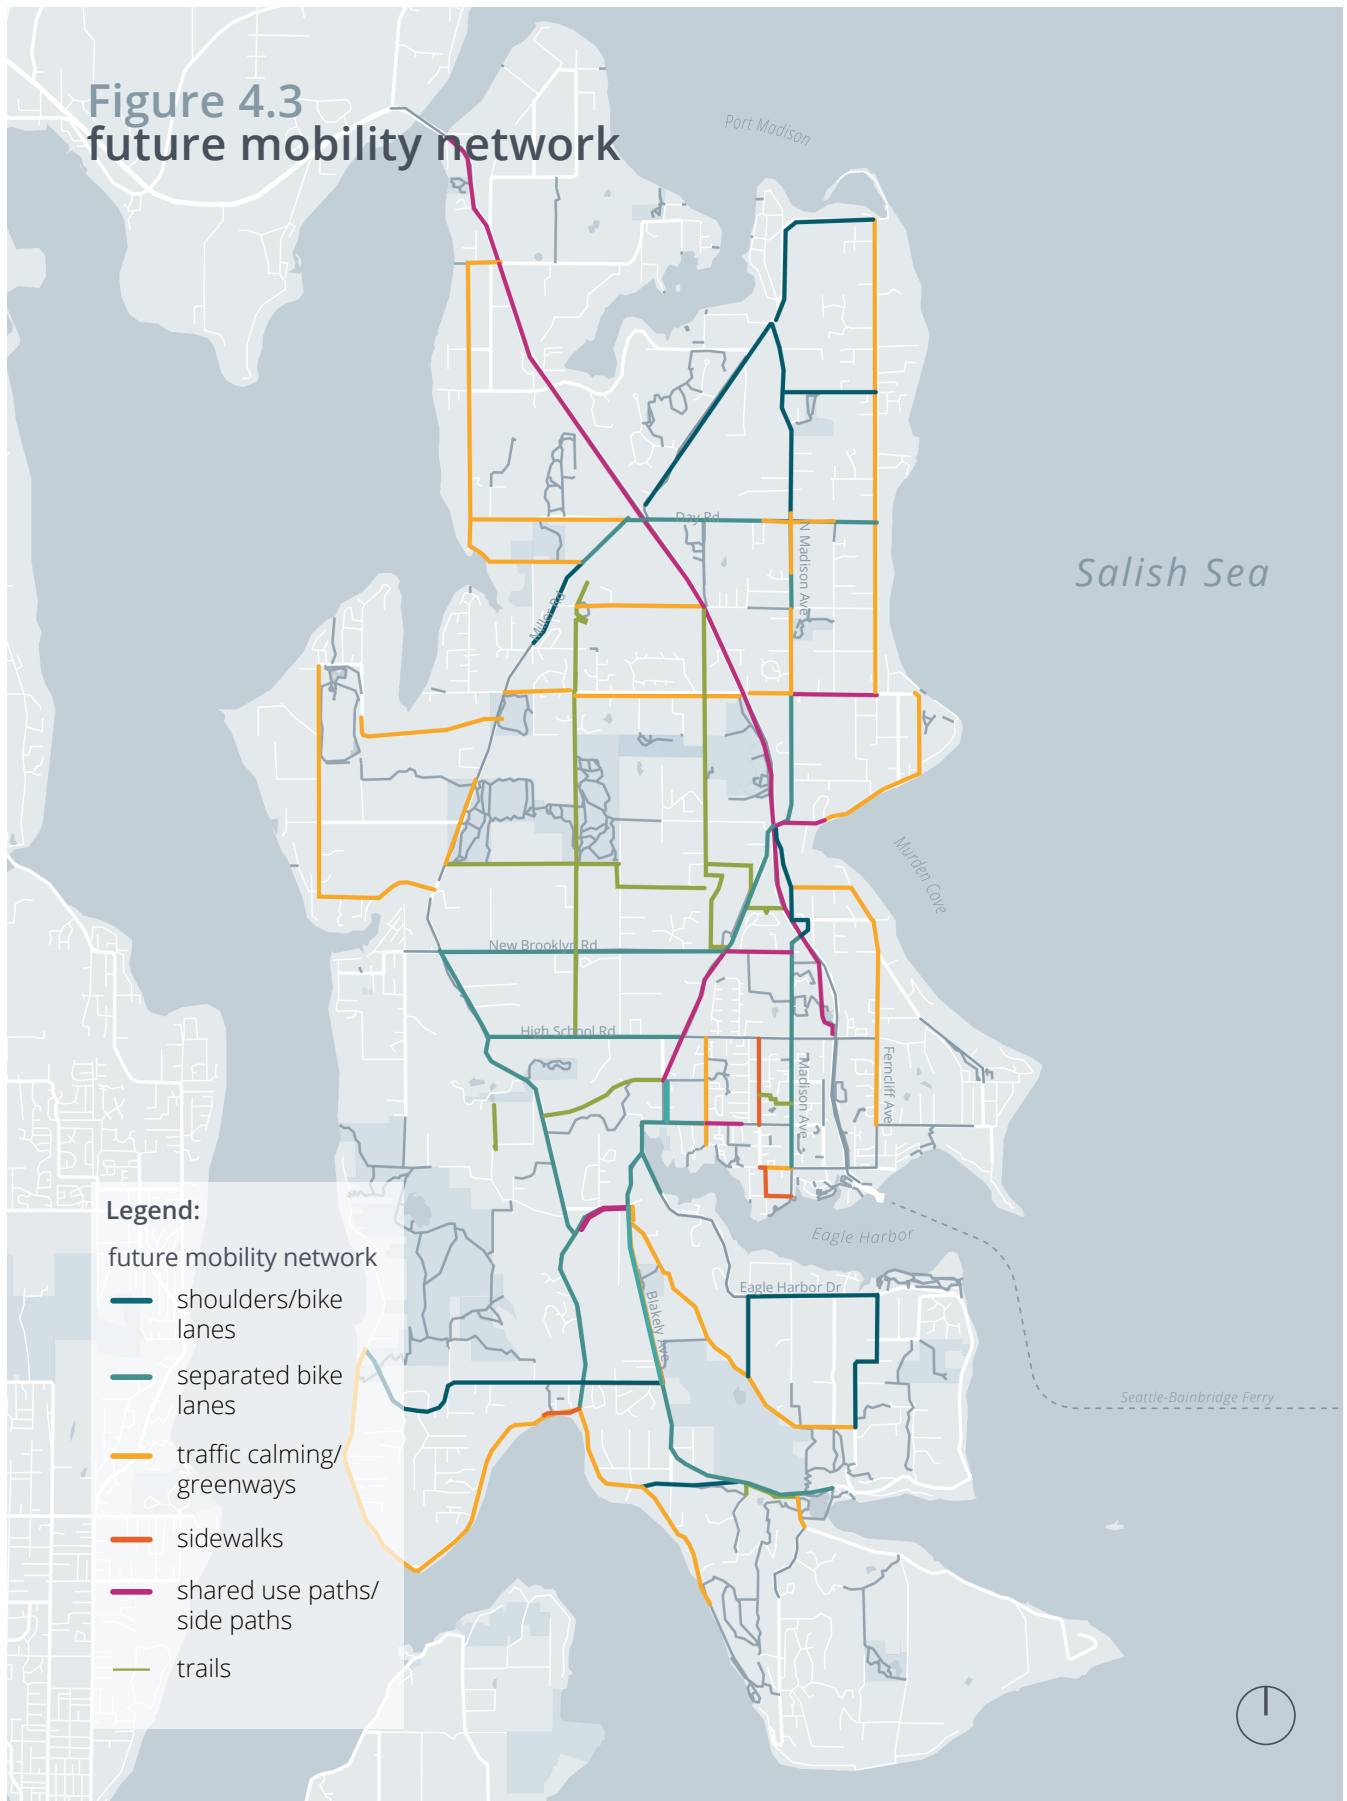 Figure 4.3
future mobility network
Port Madison
Salish Sea
Day Rd
N Madison Ave
Miller Rd
Murden Cove
New Brooklyn Rd
High School Rd
Madison Ave
Ferncliff Ave
Eagle Harbor
Eagle Harbor Dr
Blakely Ave
Seattle-Bainbridge Ferry
Legend:
future mobility network
shoulders/bike
lanes
separated bike
lanes
traffic calming/
greenways
sidewalks
shared use paths/
side paths
trails